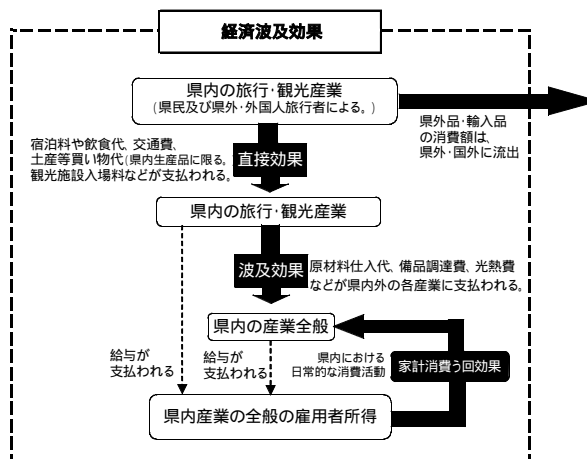 経済波及効果
県内の旅行・観光産業
(県民及び県外・外国人旅行者による。)
県外品・輸入品
の消費額は、
県外・国外に流出
宿泊料や飲食代、交通費、
土産等買い物代(県内生産品に限る。
観光施設入場料などが支払われる。
直接効果
県内の旅行・観光産業
波及効果
原材料仕入代、備品調達費、光熱費
などが県内外の各産業に支払われる。
県内の産業全般
給与が
支払われる
給与が
支払われる
県内における
日常的な消費活動
家計消費う回効果
県内産業の全般の雇用者所得